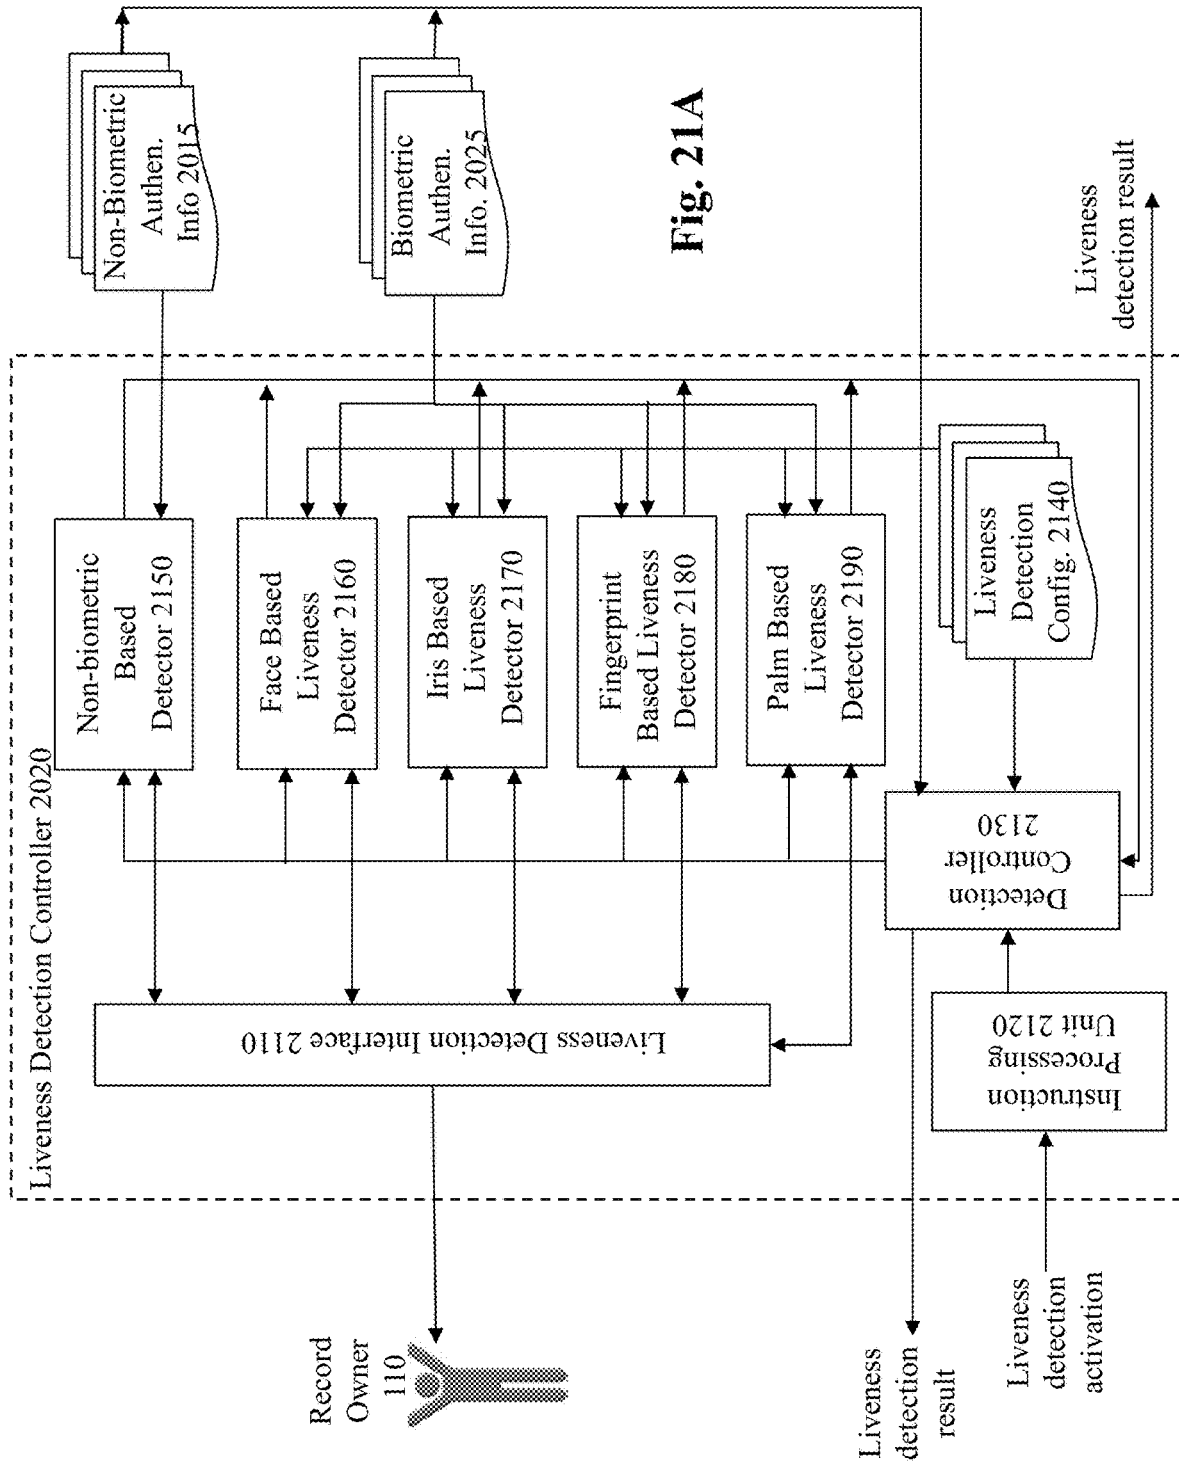 Liveness Detection Controller 2020
Record
Owner
110
Liveness Detection Interface 2110
Non-biometric
Based
Detector 2150
Face Based
Liveness
Detector 2160
Iris Based
Liveness
Detector 2170
Fingerprint
Based Liveness
Detector 2180
Palm Based
Liveness
Detector 2190
Non-Biometric
Authen.
Info 2015
Biometric
Authen.
Info. 2025
Fig. 21A
Liveness
detection
result
Liveness
detection
activation
Instruction
Processing
Unit 2120
Detection
Controller
2130
Liveness
Detection
Config. 2140
Liveness
detection result